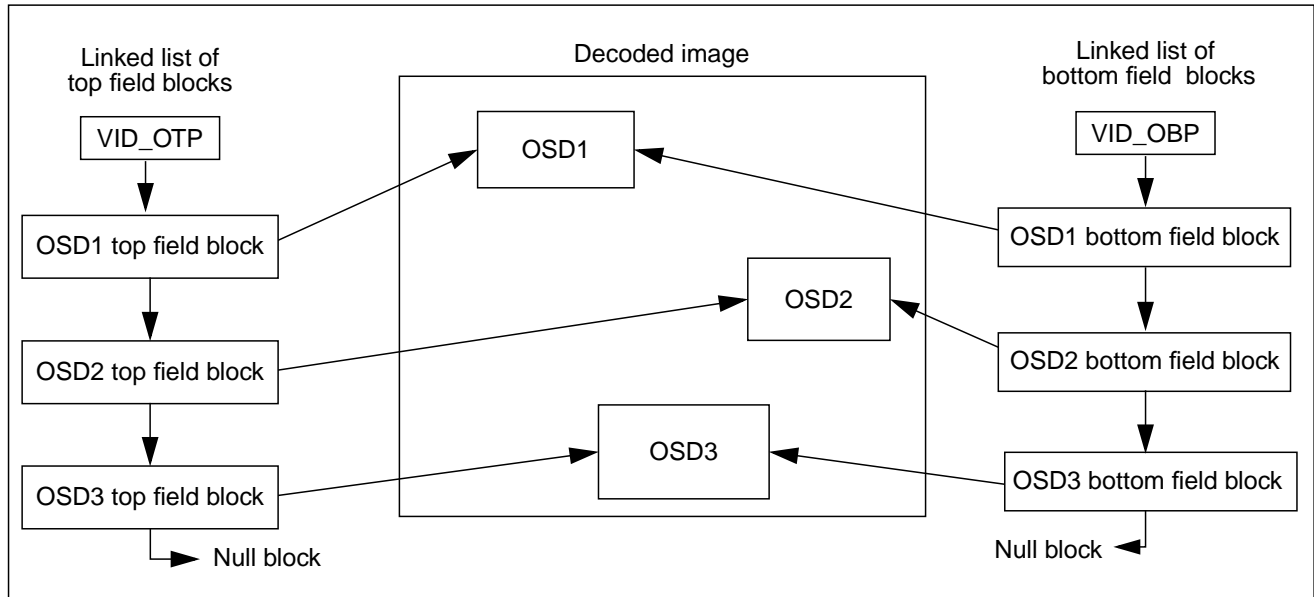 Linked list of
top field blocks
VID_OTP
OSD1 top field block
OSD2 top field block
OSD3 top field block
Null block
Decoded image
OSD1
OSD2
OSD3
Linked list of
bottom field blocks
VID_OBP
OSD1 bottom field block
OSD2 bottom field block
OSD3 bottom field block
Null block